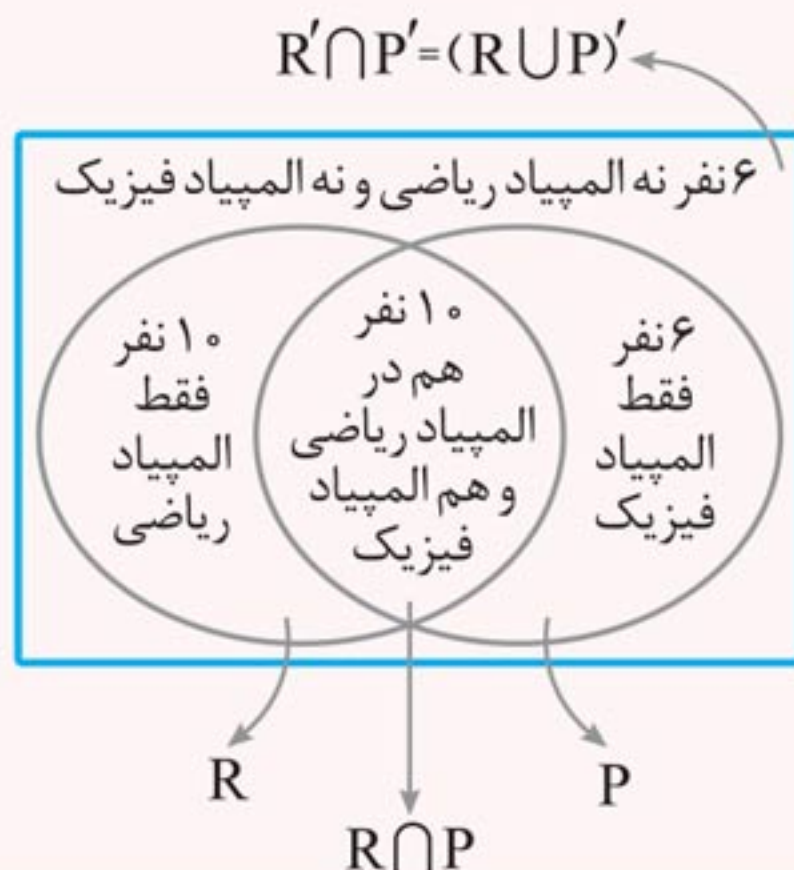 R′∩P′=(R∪P)′
۶ نفر نه المپیاد ریاضی و نه المپیاد فیزیک
۱۰ نفر
فقط
المپیاد
ریاضی
۱۰ نفر
هم در
المپیاد ریاضی
و هم المپیاد
فیزیک
۶ نفر
فقط
المپیاد
فیزیک
R
P
R∩P